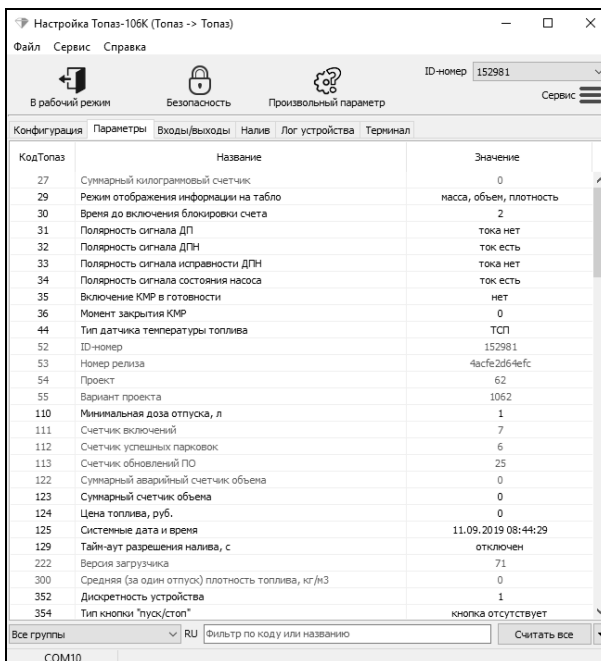 Настройка Топаз-106К (Топаз -> Топаз)
Файл Сервис Справка
В рабочий режим Безопасность Произвольный параметр ID-номер 152981 Сервис
Конфигурация Параметры Входы/выходы Налив Лог устройства Терминал
КодТопаз Название Значение
27 Суммарный килограммовый счетчик 0
29 Режим отображения информации на табло масса, объем, плотность
30 Время до включения блокировки счета 2
31 Полярность сигнала ДП тока нет
32 Полярность сигнала ДПН ток есть
33 Полярность сигнала исправности ДПН тока нет
34 Полярность сигнала состояния насоса ток есть
35 Включение КМР в готовности нет
36 Момент закрытия КМР 0
44 Тип датчика температуры топлива ТСП
52 ID-номер 152981
53 Номер релиза 4acfe2d64efc
54 Проект 62
55 Вариант проекта 1062
110 Минимальная доза отпуска, л 1
111 Счетчик включений 7
112 Счетчик успешных парковок 6
113 Счетчик обновлений ПО 25
122 Суммарный аварийный счетчик объема 0
123 Суммарный счетчик объема 0
124 Цена топлива, руб. 0
125 Системные дата и время 11.09.2019 08:44:29
129 Тайм-аут разрешения налива, с отключен
222 Версия загрузчика 71
300 Средняя (за один отпуск) плотность топлива, кг/м3 0
352 Дискретность устройства 1
354 Тип кнопки "пуск/стоп" кнопка отсутствует
Все группы RU Фильтр по коду или названию Считать все
COM10